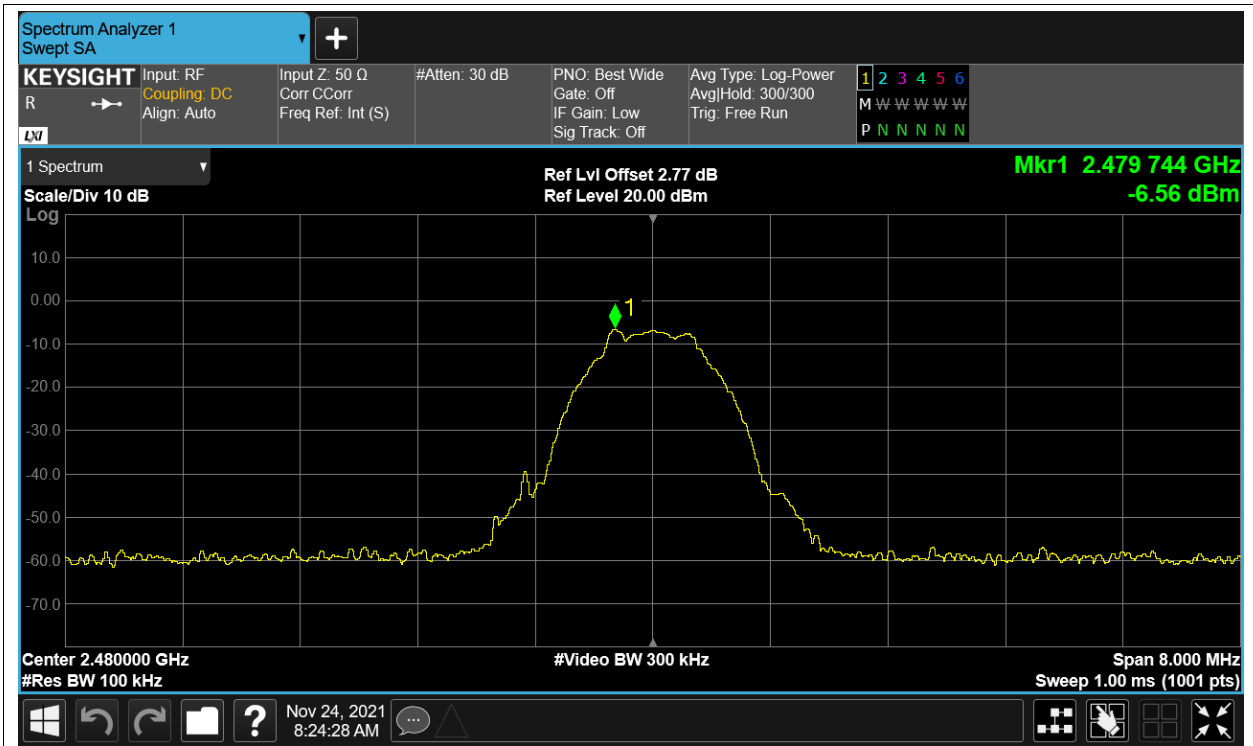 Spectrum Analyzer 1
Swept SA
+
KEYSIGHT
R
LXI
Input: RF
Coupling: DC
Align: Auto
Input Z: 50 Ω
Corr CCorr
Freq Ref: Int (S)
#Atten: 30 dB
PNO: Best Wide
Gate: Off
IF Gain: Low
Sig Track: Off
Avg Type: Log-Power
Avg|Hold: 300/300
Trig: Free Run
1 2 3 4 5 6
M W W W W W
P N N N N N
1 Spectrum
Scale/Div 10 dB
Log
Ref Lvl Offset 2.77 dB
Ref Level 20.00 dBm
Mkr1 2.479 744 GHz
-6.56 dBm
10.0
0.00
-10.0
-20.0
-30.0
-40.0
-50.0
-60.0
-70.0
1
Center 2.480000 GHz
#Res BW 100 kHz
#Video BW 300 kHz
Span 8.000 MHz
Sweep 1.00 ms (1001 pts)
?
Nov 24, 2021
8:24:28 AM